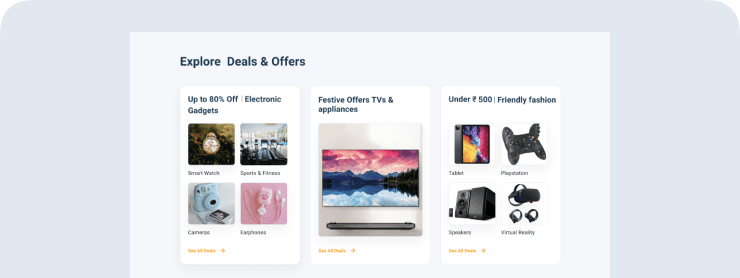 Explore Deals & Offers
Up to 80% Off | Electronic
Gadgets
Smart Watch
Sports & Fitness
Cameras
Earphones
See All Deals →
Festive Offers TVs &
appliances
See All Deals →
Under ₹ 500 | Friendly fashion
Tablet
Playstation
Speakers
Virtual Reality
See All Deals →